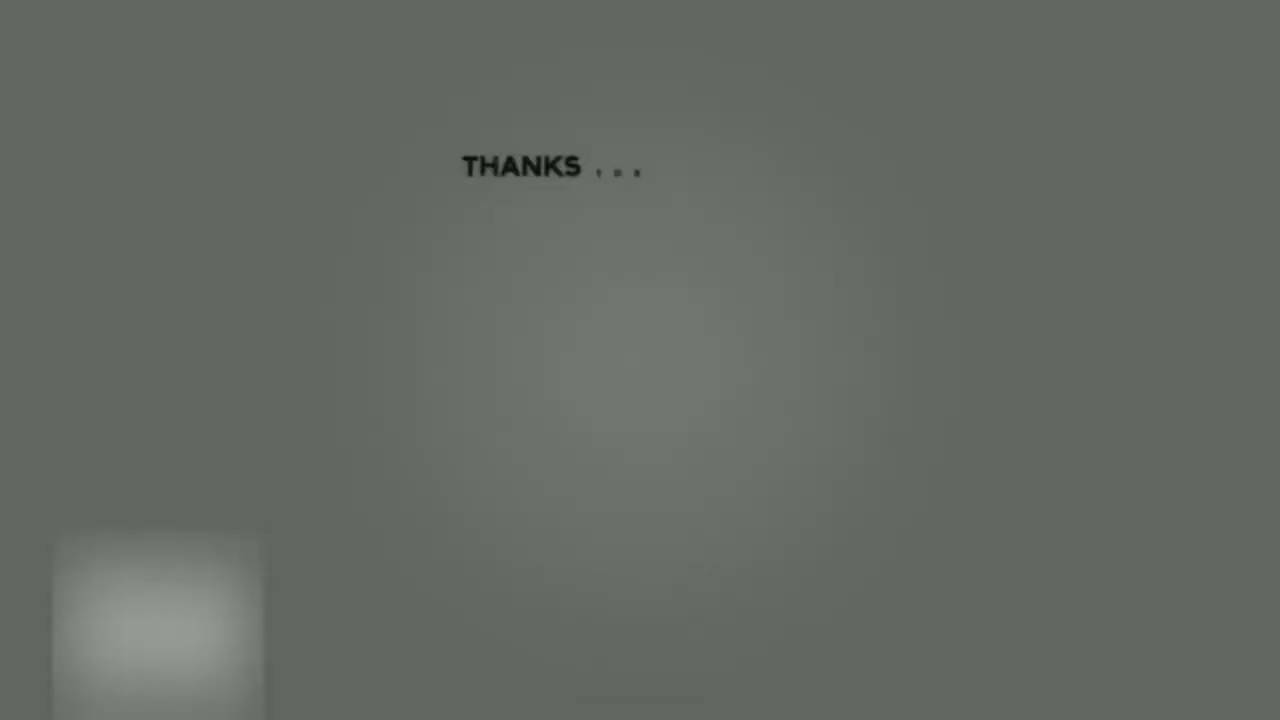 THANKS . . .